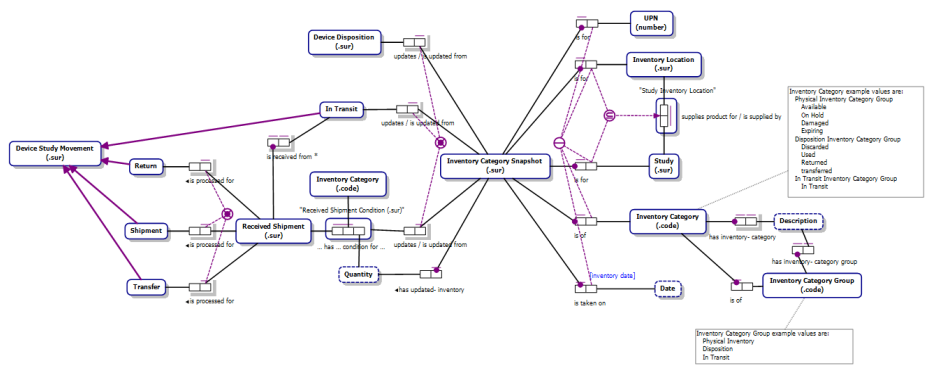 Device Disposition
(.sur)
updates / is updated from
UPN
(number)
is for
Inventory Location
(.sur)
is for
"Study Inventory Location"
supplies product for / is supplied by
In Transit
updates / is updated from
Device Study Movement
(.sur)
is received from *
Return
◄is processed for
Inventory Category
(.code)
Inventory Category Snapshot
(.sur)
is for
Study
(.sur)
Inventory Category example values are:
Physical Inventory Category Group
Available
On Hold
Damaged
Expiring
Disposition Inventory Category Group
Discarded
Used
Returned
transferred
In Transit Inventory Category Group
In Transit
"Received Shipment Condition (.sur)"
Shipment
◄is processed for
Received Shipment
(.sur)
... has ... condition for ...
updates / is updated from
is of
Inventory Category
(.code)
has inventory- category
Description
has inventory- category group
Quantity
◄has updated- inventory
Transfer
◄is processed for
[inventory date]
is taken on
Date
is of
Inventory Category Group
(.code)
Inventory Category Group example values are:
Physical Inventory
Disposition
In Transit